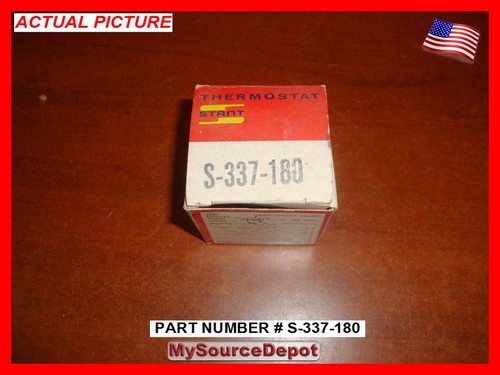 ACTUAL PICTURE
THERMOSTAT
STANT
S-337-180
PART NUMBER # S-337-180
MySourceDepot